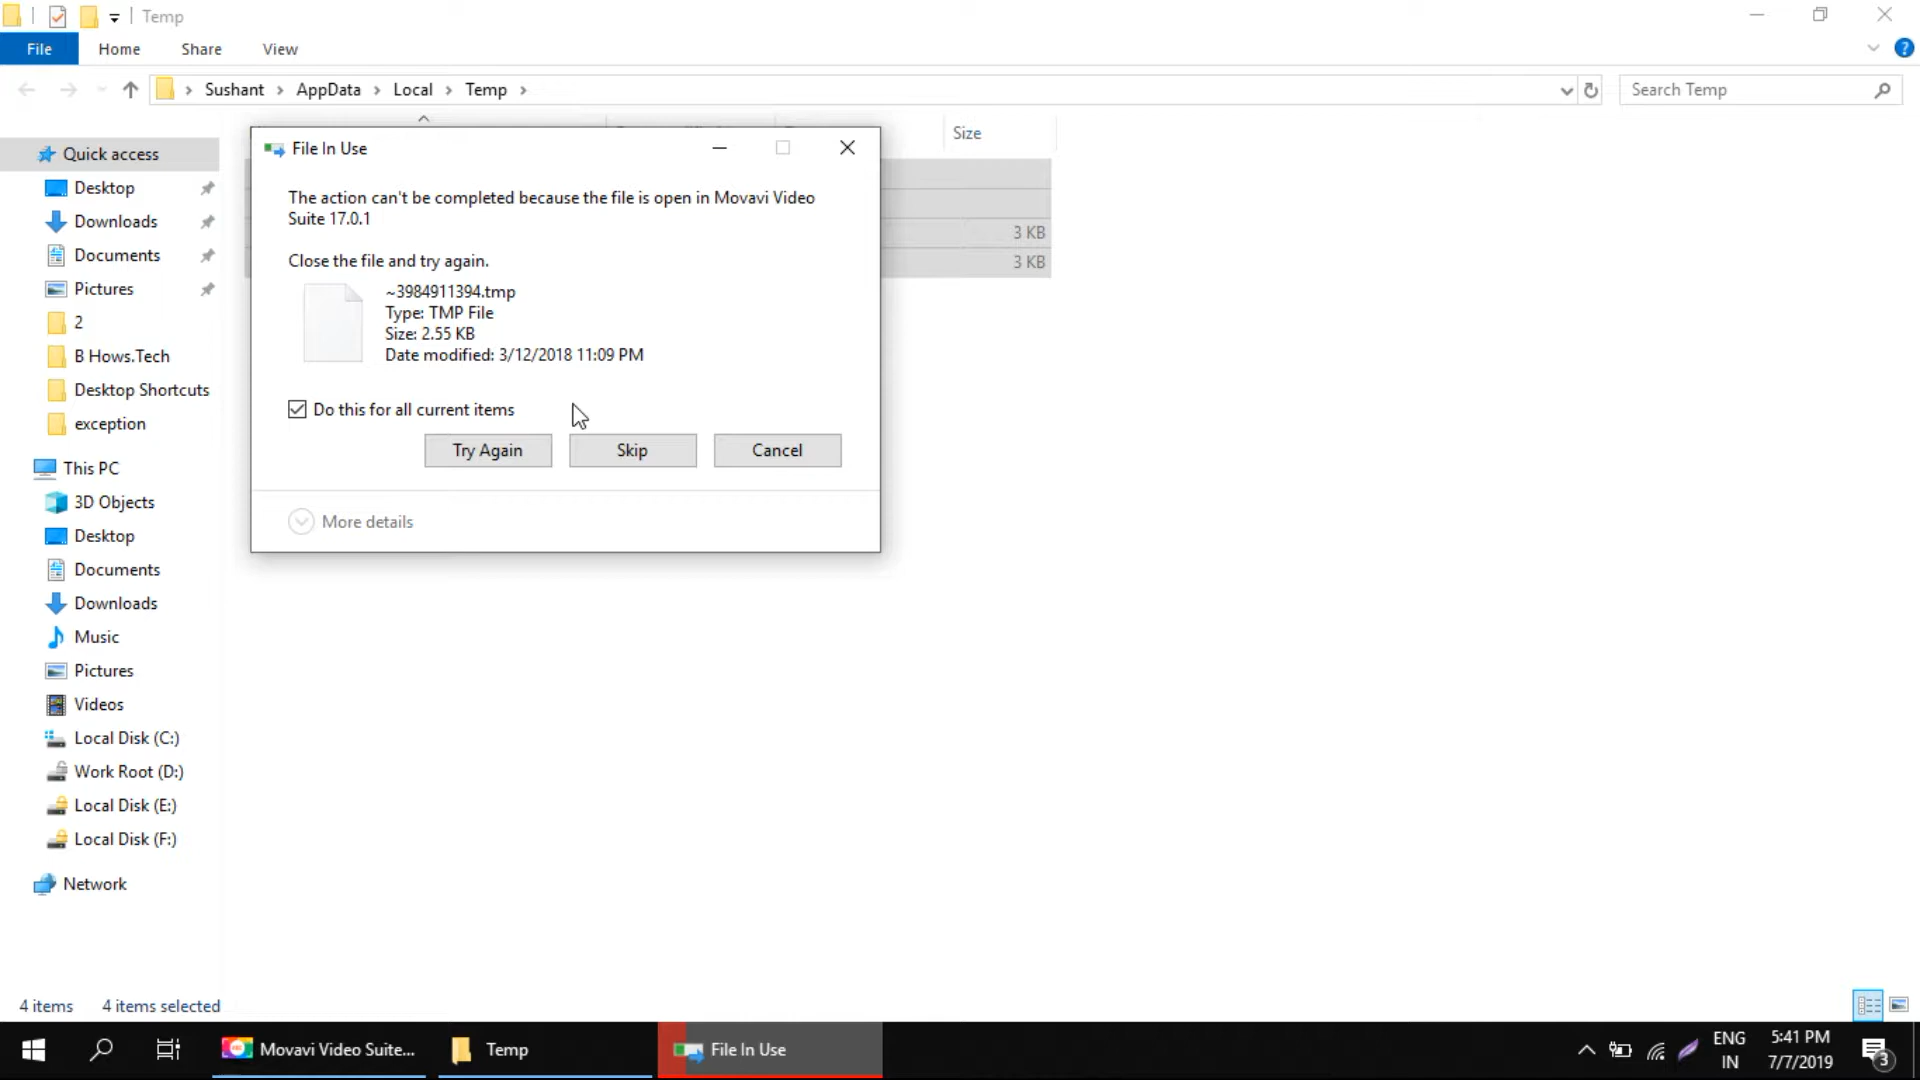 Temp
File
Home
Share
View
Sushant
AppData
Local
Temp
Search Temp
Size
Quick access
Desktop
Downloads
Documents
Pictures
2
B Hows.Tech
Desktop Shortcuts
exception
This PC
3D Objects
Desktop
Documents
Downloads
Music
Pictures
Videos
Local Disk (C:)
Work Root (D:)
Local Disk (E:)
Local Disk (F:)
Network
3 KB
3 KB
File In Use
The action can't be completed because the file is open in Movavi Video
Suite 17.0.1
Close the file and try again.
~3984911394.tmp
Type: TMP File
Size: 2.55 KB
Date modified: 3/12/2018 11:09 PM
Do this for all current items
Try Again
Skip
Cancel
More details
4 items
4 items selected
Movavi Video Suite...
Temp
File In Use
ENG
IN
5:41 PM
7/7/2019
3